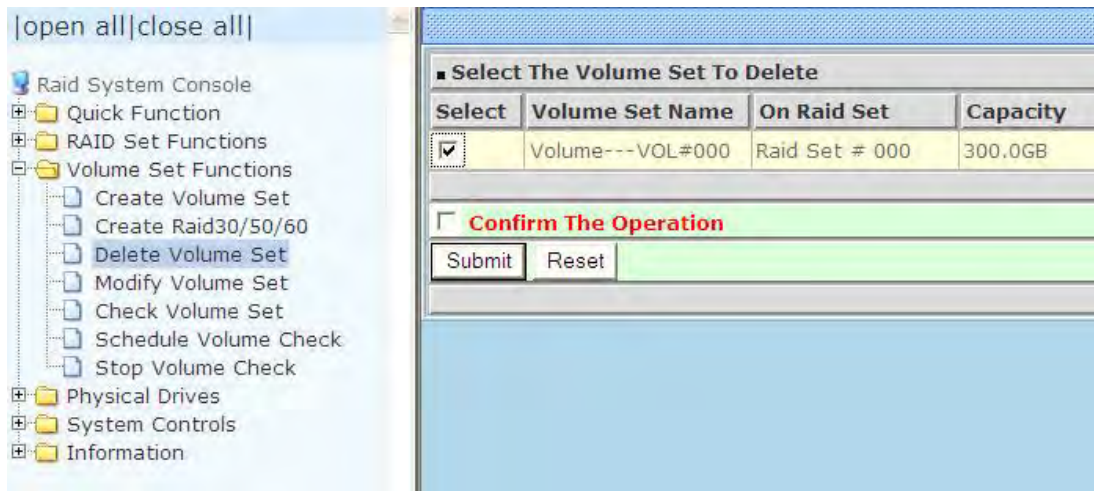 |open all|close all|
Raid System Console
Quick Function
RAID Set Functions
Volume Set Functions
Create Volume Set
Create Raid30/50/60
Delete Volume Set
Modify Volume Set
Check Volume Set
Schedule Volume Check
Stop Volume Check
Physical Drives
System Controls
Information
Select The Volume Set To Delete
Select Volume Set Name On Raid Set Capacity
Volume---VOL#000 Raid Set # 000 300.0GB
Confirm The Operation
Submit Reset